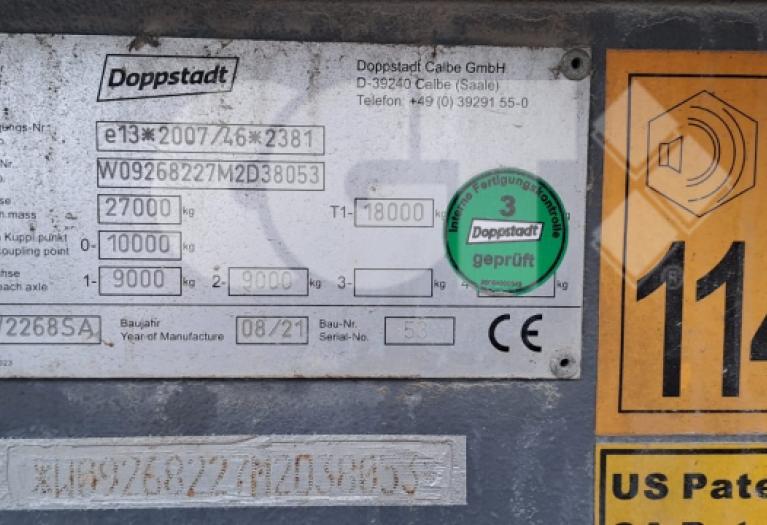 Doppstadt
Doppstadt Calbe GmbH
D-39240 Calbe (Saale)
Telefon: +49 (0) 39291 55-0
e13*2007/46*2381
W09268227M2D38053
mass 27000 kg T1- 18000 kg
Kuppl.punkt
coupling point 0- 10000 kg
each axle 1- 9000 kg 2- 9000 kg 3- kg 4- kg
Interne Fertigungskontrolle
3
Doppstadt
geprüft
2268SA Baujahr
Year of Manufacture 08/21 Bau-Nr.
Serial-No. 53 CE
*W09268227M2D38053*
114
US Pate